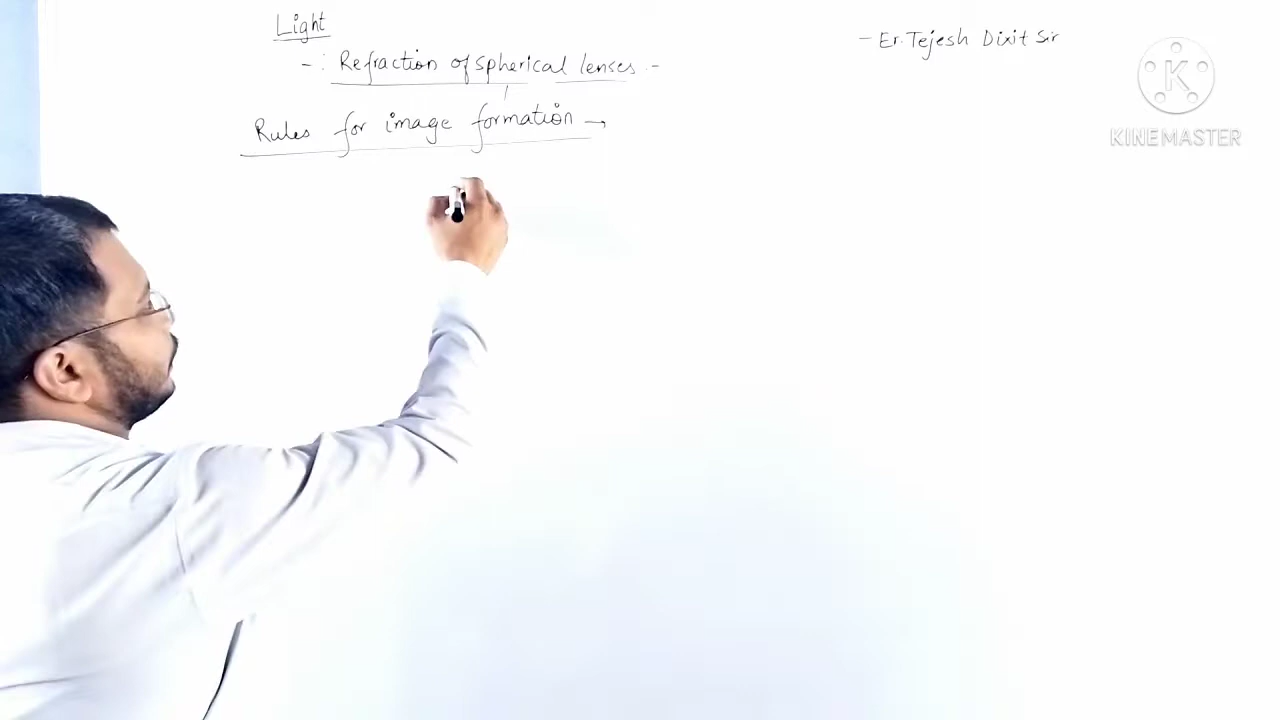 Light
- Er. Tejesh Dixit Sir
-: Refraction of spherical lenses -
Rules for image formation →
K
KINEMASTER